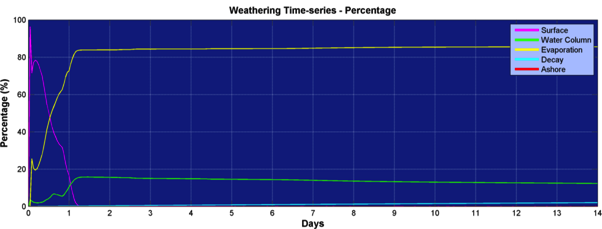 Weathering Time-series - Percentage
Percentage (%)
100
80
60
40
20
0
Surface
Water Column
Evaporation
Decay
Ashore
0 1 2 3 4 5 6 7 8 9 10 11 12 13 14
Days